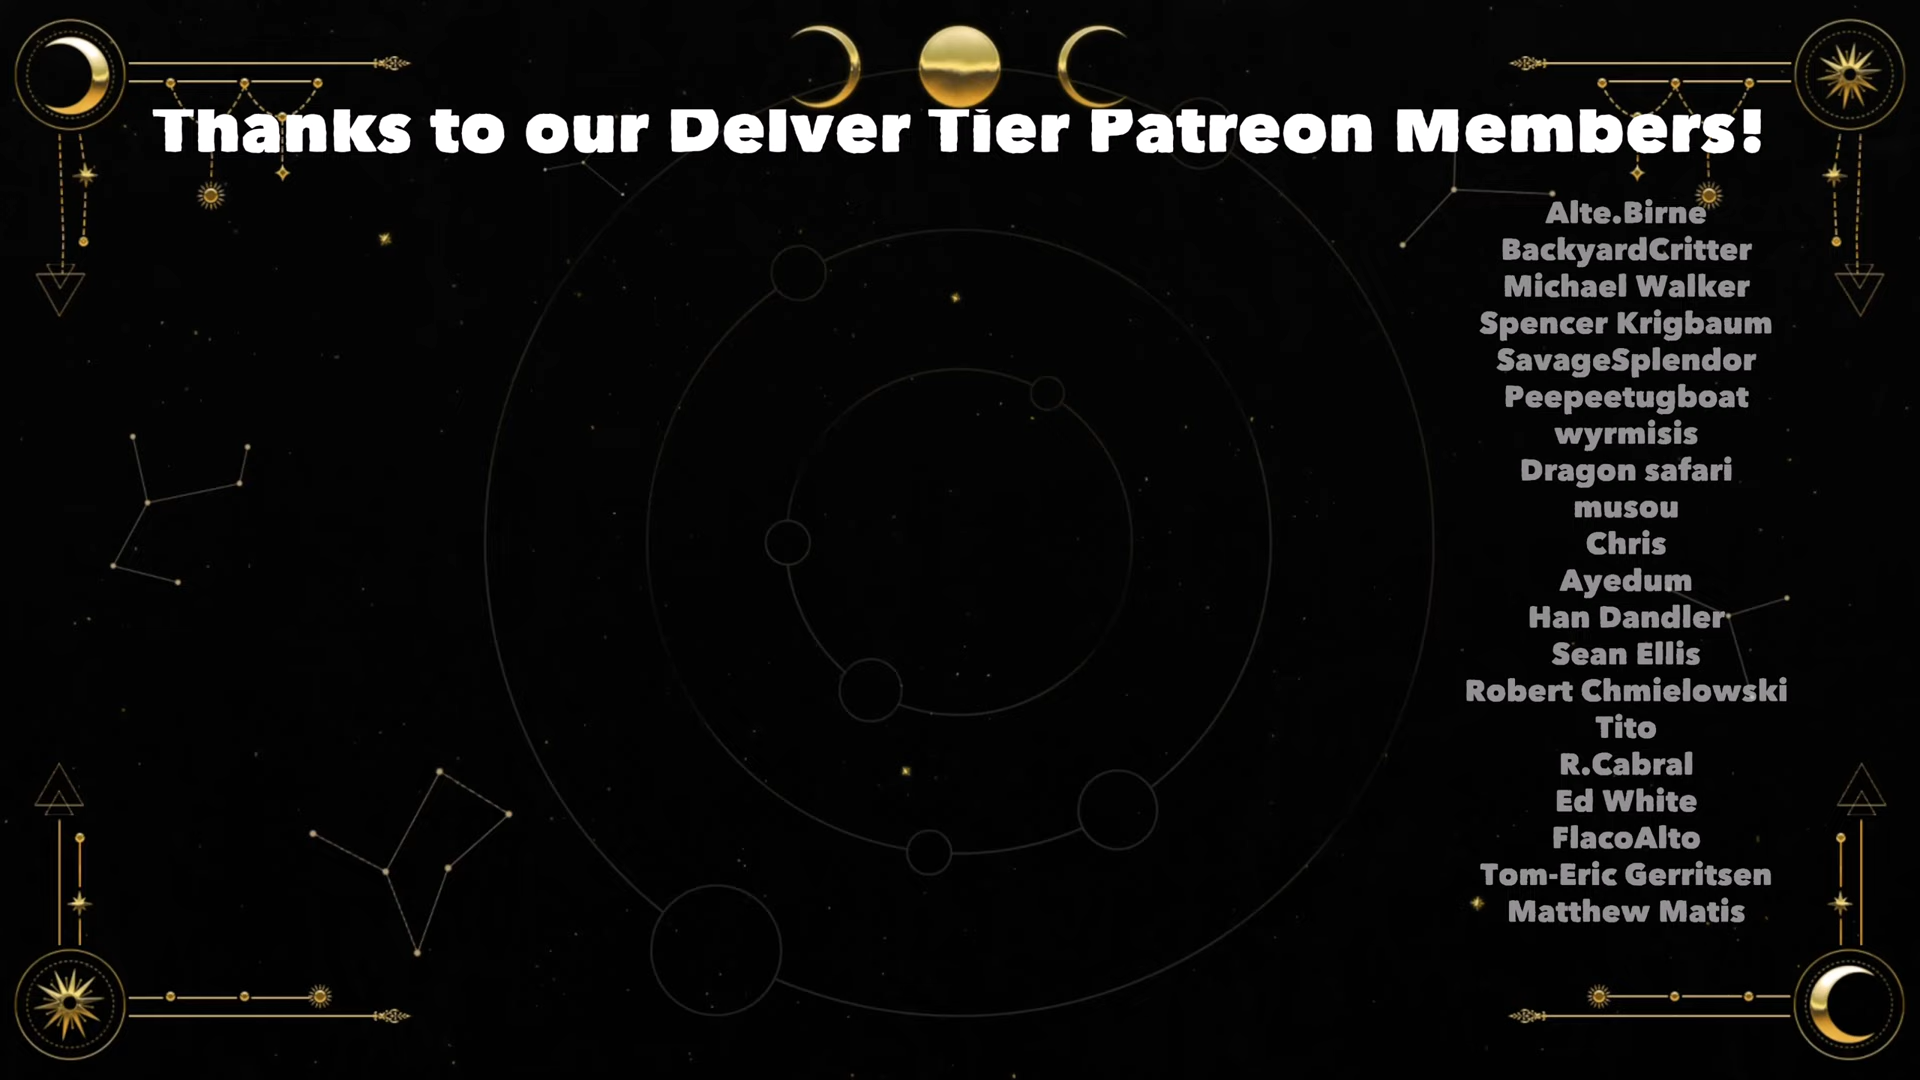 Thanks to our Delver Tier Patreon Members!
Alte.Birne
BackyardCritter
Michael Walker
Spencer Krigbaum
SavageSplendor
Peepeetugboat
wyrmisis
Dragon safari
musou
Chris
Ayedum
Han Dandler
Sean Ellis
Robert Chmielowski
Tito
R.Cabral
Ed White
FlacoAlto
Tom-Eric Gerritsen
Matthew Matis